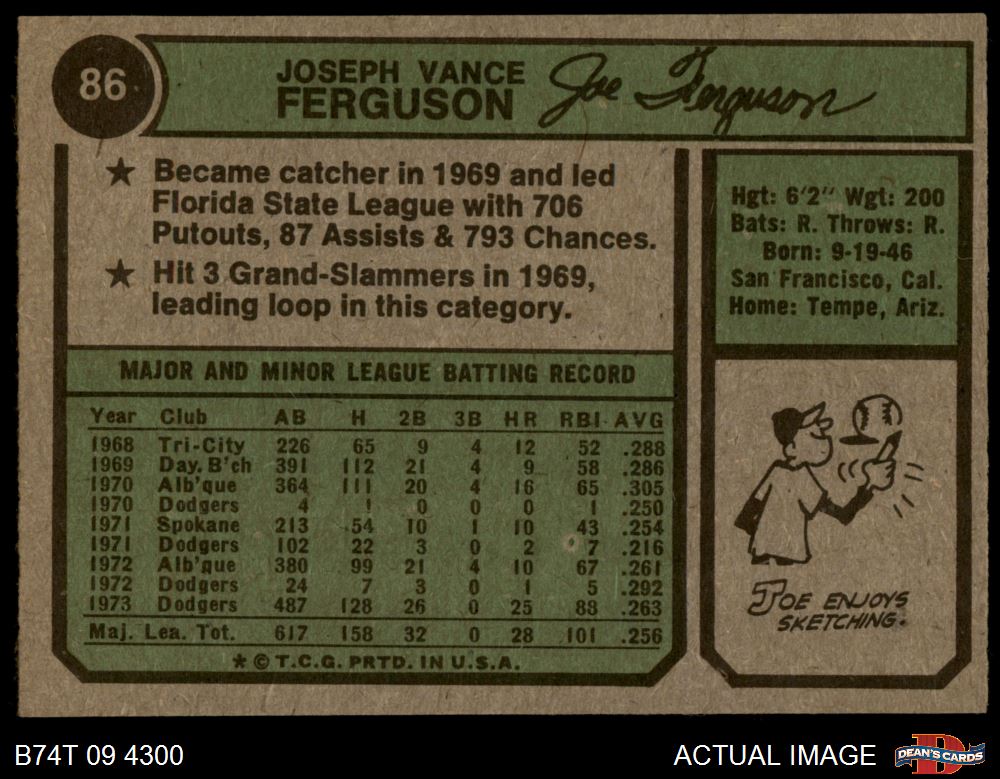 86
JOSEPH VANCE
FERGUSON
Joe Ferguson
★ Became catcher in 1969 and led
Florida State League with 706
Putouts, 87 Assists & 793 Chances.
★ Hit 3 Grand-Slammers in 1969,
leading loop in this category.
Hgt: 6'2" Wgt: 200
Bats: R. Throws: R.
Born: 9-19-46
San Francisco, Cal.
Home: Tempe, Ariz.
MAJOR AND MINOR LEAGUE BATTING RECORD
Year Club AB H 2B 3B HR RBI AVG
1968 Tri-City 226 65 9 4 12 52 .288
1969 Day. B'ch 391 112 21 4 9 58 .286
1970 Alb'que 364 111 20 4 16 65 .305
1970 Dodgers 4 1 0 0 0 1 .250
1971 Spokane 213 54 10 1 10 43 .254
1971 Dodgers 102 22 3 0 2 7 .216
1972 Alb'que 380 99 21 4 10 67 .261
1972 Dodgers 24 7 3 0 1 5 .292
1973 Dodgers 487 128 26 0 25 88 .263
Maj. Lea. Tot. 617 158 32 0 28 101 .256
★ © T.C.G. PRTD. IN U.S.A.
JOE ENJOYS
SKETCHING.
B74T 09 4300
ACTUAL IMAGE
D
DEAN'S CARDS